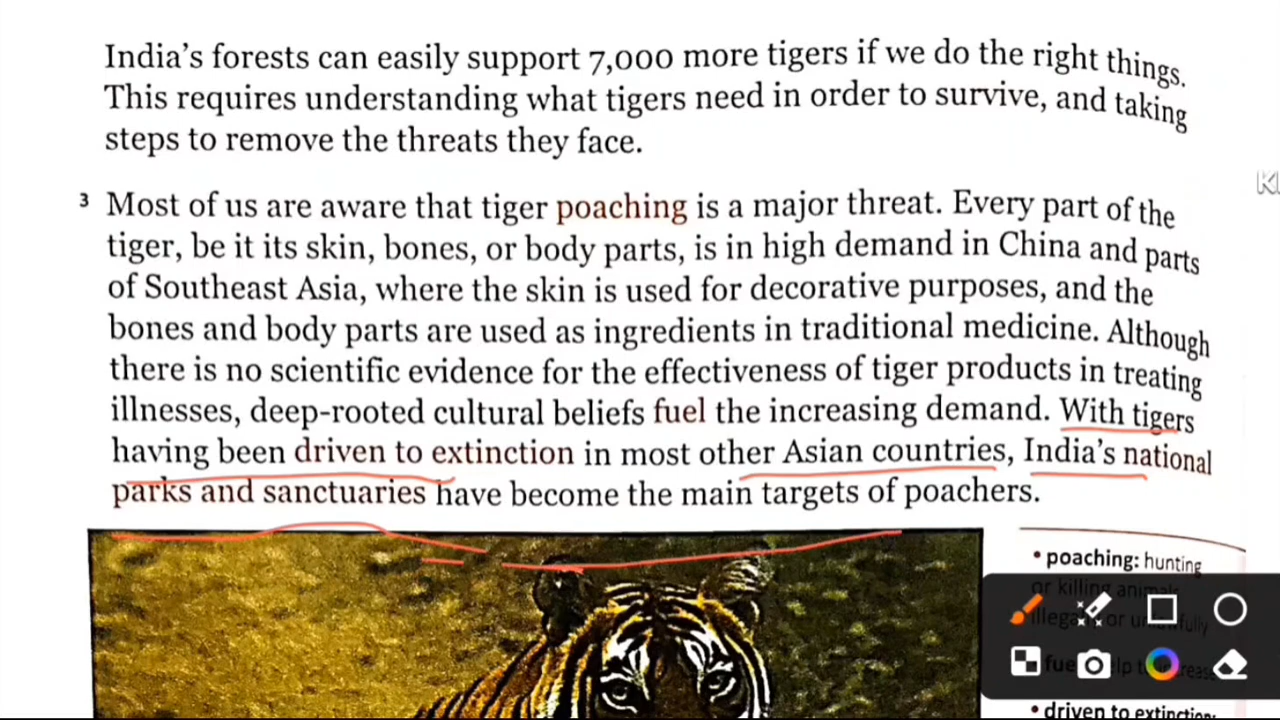 India's forests can easily support 7,000 more tigers if we do the right things.
This requires understanding what tigers need in order to survive, and taking
steps to remove the threats they face.
3 Most of us are aware that tiger poaching is a major threat. Every part of the
tiger, be it its skin, bones, or body parts, is in high demand in China and parts
of Southeast Asia, where the skin is used for decorative purposes, and the
bones and body parts are used as ingredients in traditional medicine. Although
there is no scientific evidence for the effectiveness of tiger products in treating
illnesses, deep-rooted cultural beliefs fuel the increasing demand. With tigers
having been driven to extinction in most other Asian countries, India's national
parks and sanctuaries have become the main targets of poachers.
• poaching: hunting
or killing
• driven to extinction: